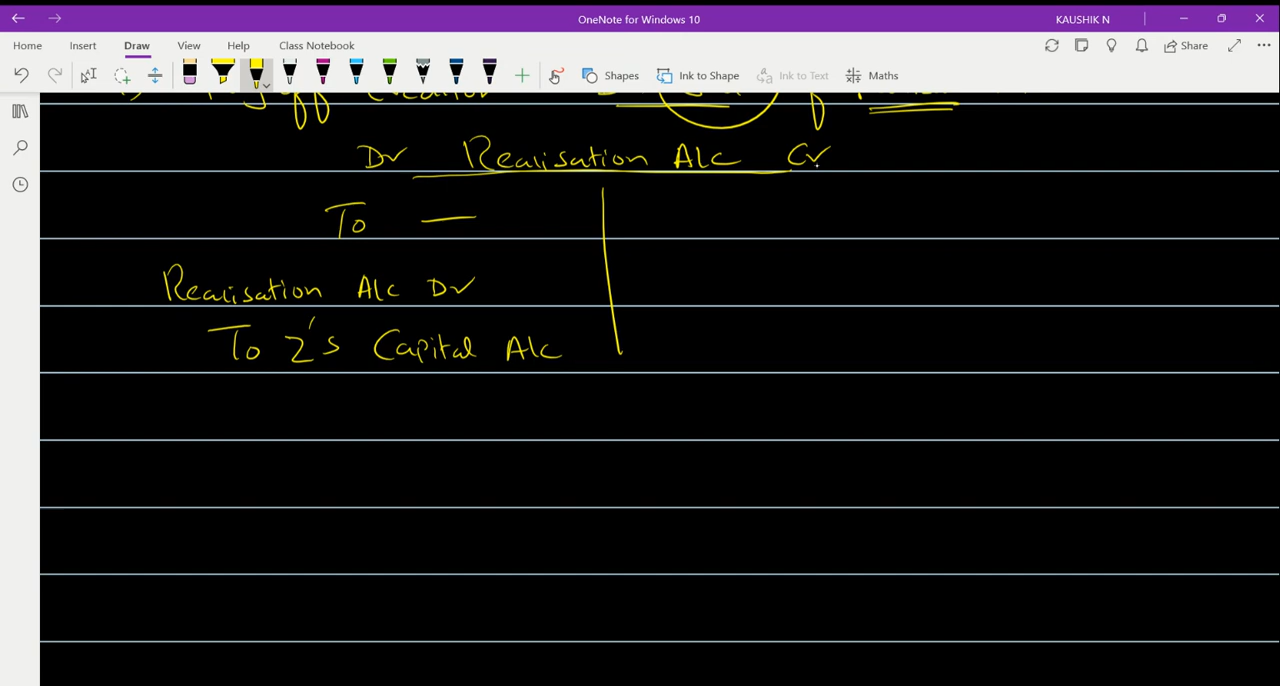 OneNote for Windows 10
KAUSHIK N
Home Insert Draw View Help Class Notebook
Share
Shapes Ink to Shape Ink to Text Maths
Dr Realisation A/c Cr
To —
Realisation A/c Dr
To Z's Capital A/c